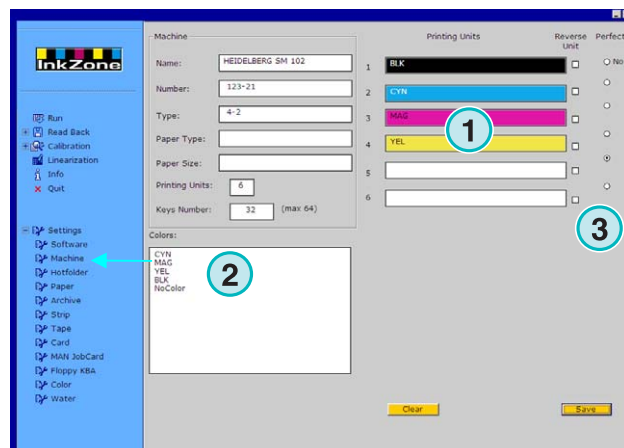 InkZone
Run
Read Back
Calibration
Linearization
Info
Quit
Settings
Software
Machine
Hotfolder
Paper
Archive
Strip
Tape
Card
MAN JobCard
Floppy KBA
Color
Water
Machine
Name: HEIDELBERG SM 102
Number: 123-21
Type: 4-2
Paper Type:
Paper Size:
Printing Units: 6
Keys Number: 32 (max 64)
Colors:
CYN
MAG
YEL
BLK
NoColor
2
Printing Units
Reverse Unit
Perfect
1 BLK
No
2 CYN
3 MAG
1
4 YEL
5
6
3
Clear
Save